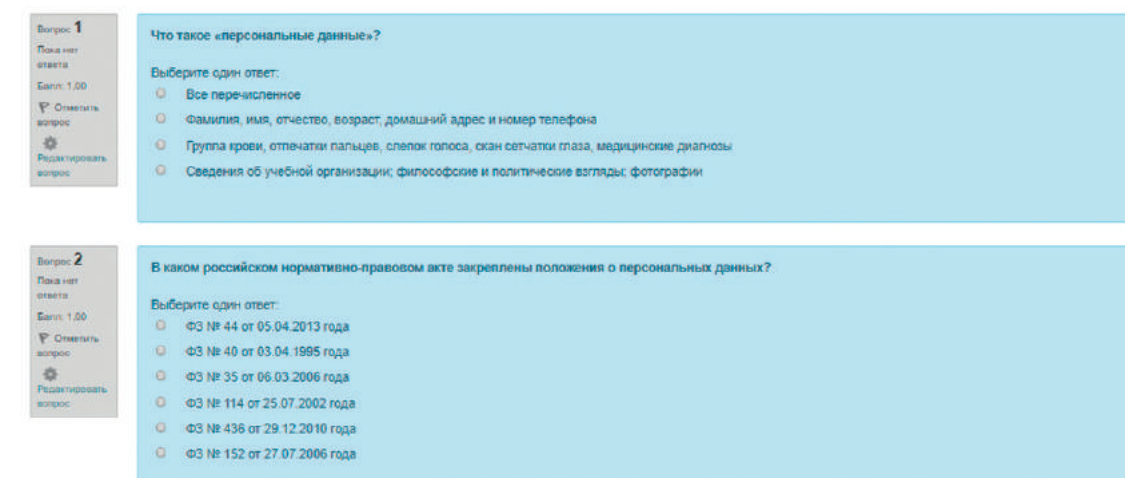 Вопрос 1
Пока нет
ответа
Балл: 1,00
Отметить
вопрос
Редактировать
вопрос
Что такое «персональные данные»?
Выберите один ответ:
Все перечисленное
Фамилия, имя, отчество, возраст, домашний адрес и номер телефона
Группа крови, отпечатки пальцев, слепок голоса, скан сетчатки глаза, медицинские диагнозы
Сведения об учебной организации; философские и политические взгляды; фотографии
Вопрос 2
Пока нет
ответа
Балл: 1,00
Отметить
вопрос
Редактировать
вопрос
В каком российском нормативно-правовом акте закреплены положения о персональных данных?
Выберите один ответ:
ФЗ № 44 от 05.04.2013 года
ФЗ № 40 от 03.04.1995 года
ФЗ № 35 от 06.03.2006 года
ФЗ № 114 от 25.07.2002 года
ФЗ № 436 от 29.12.2010 года
ФЗ № 152 от 27.07.2006 года